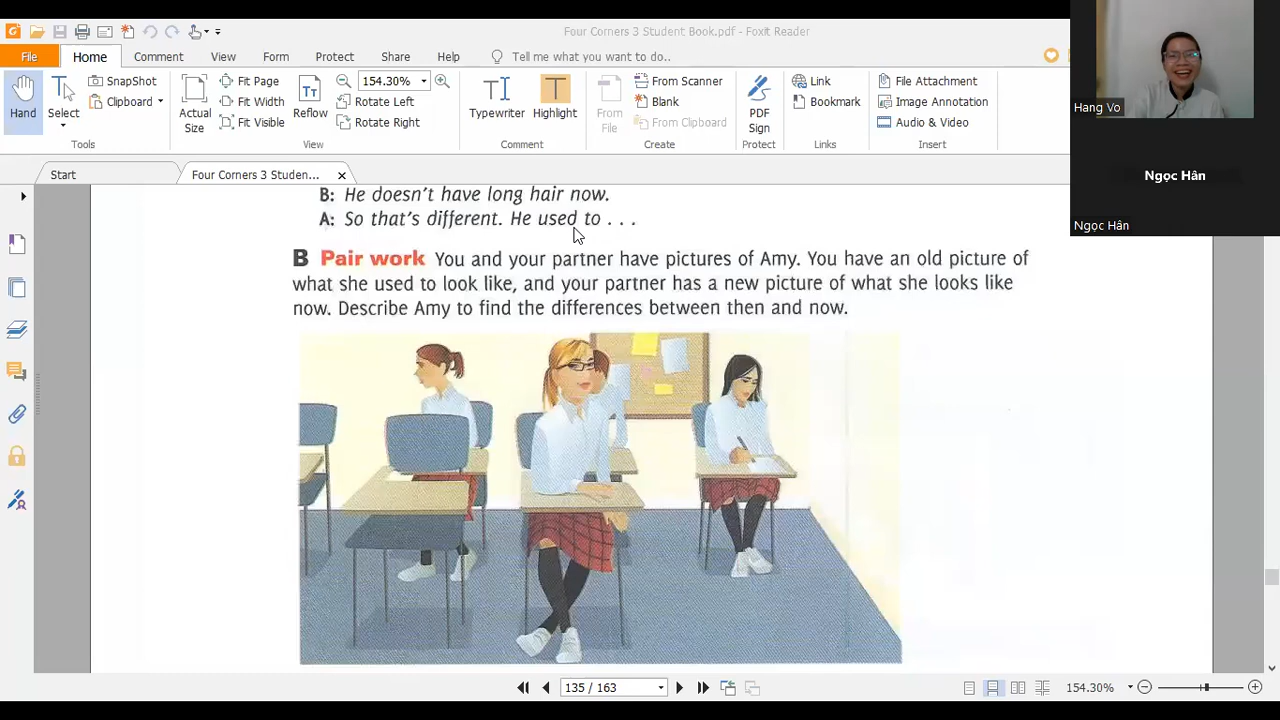 Four Corners 3 Student Book.pdf - Foxit Reader
File Home Comment View Form Protect Share Help Tell me what you want to do..
Hand
Select
SnapShot
Clipboard
Tools
Actual Size
Fit Page
Fit Width
Fit Visible
Reflow
154.30%
Rotate Left
Rotate Right
View
Typewriter
Highlight
Comment
From File
From Scanner
Blank
From Clipboard
Create
PDF Sign
Protect
Link
Bookmark
Links
File Attachment
Image Annotation
Audio & Video
Insert
Hang Vo
Ngọc Hân
Ngọc Hân
Start
Four Corners 3 Studen...
B: He doesn't have long hair now.
A: So that's different. He used to . . .
B Pair work You and your partner have pictures of Amy. You have an old picture of
what she used to look like, and your partner has a new picture of what she looks like
now. Describe Amy to find the differences between then and now.
135 / 163
154.30%